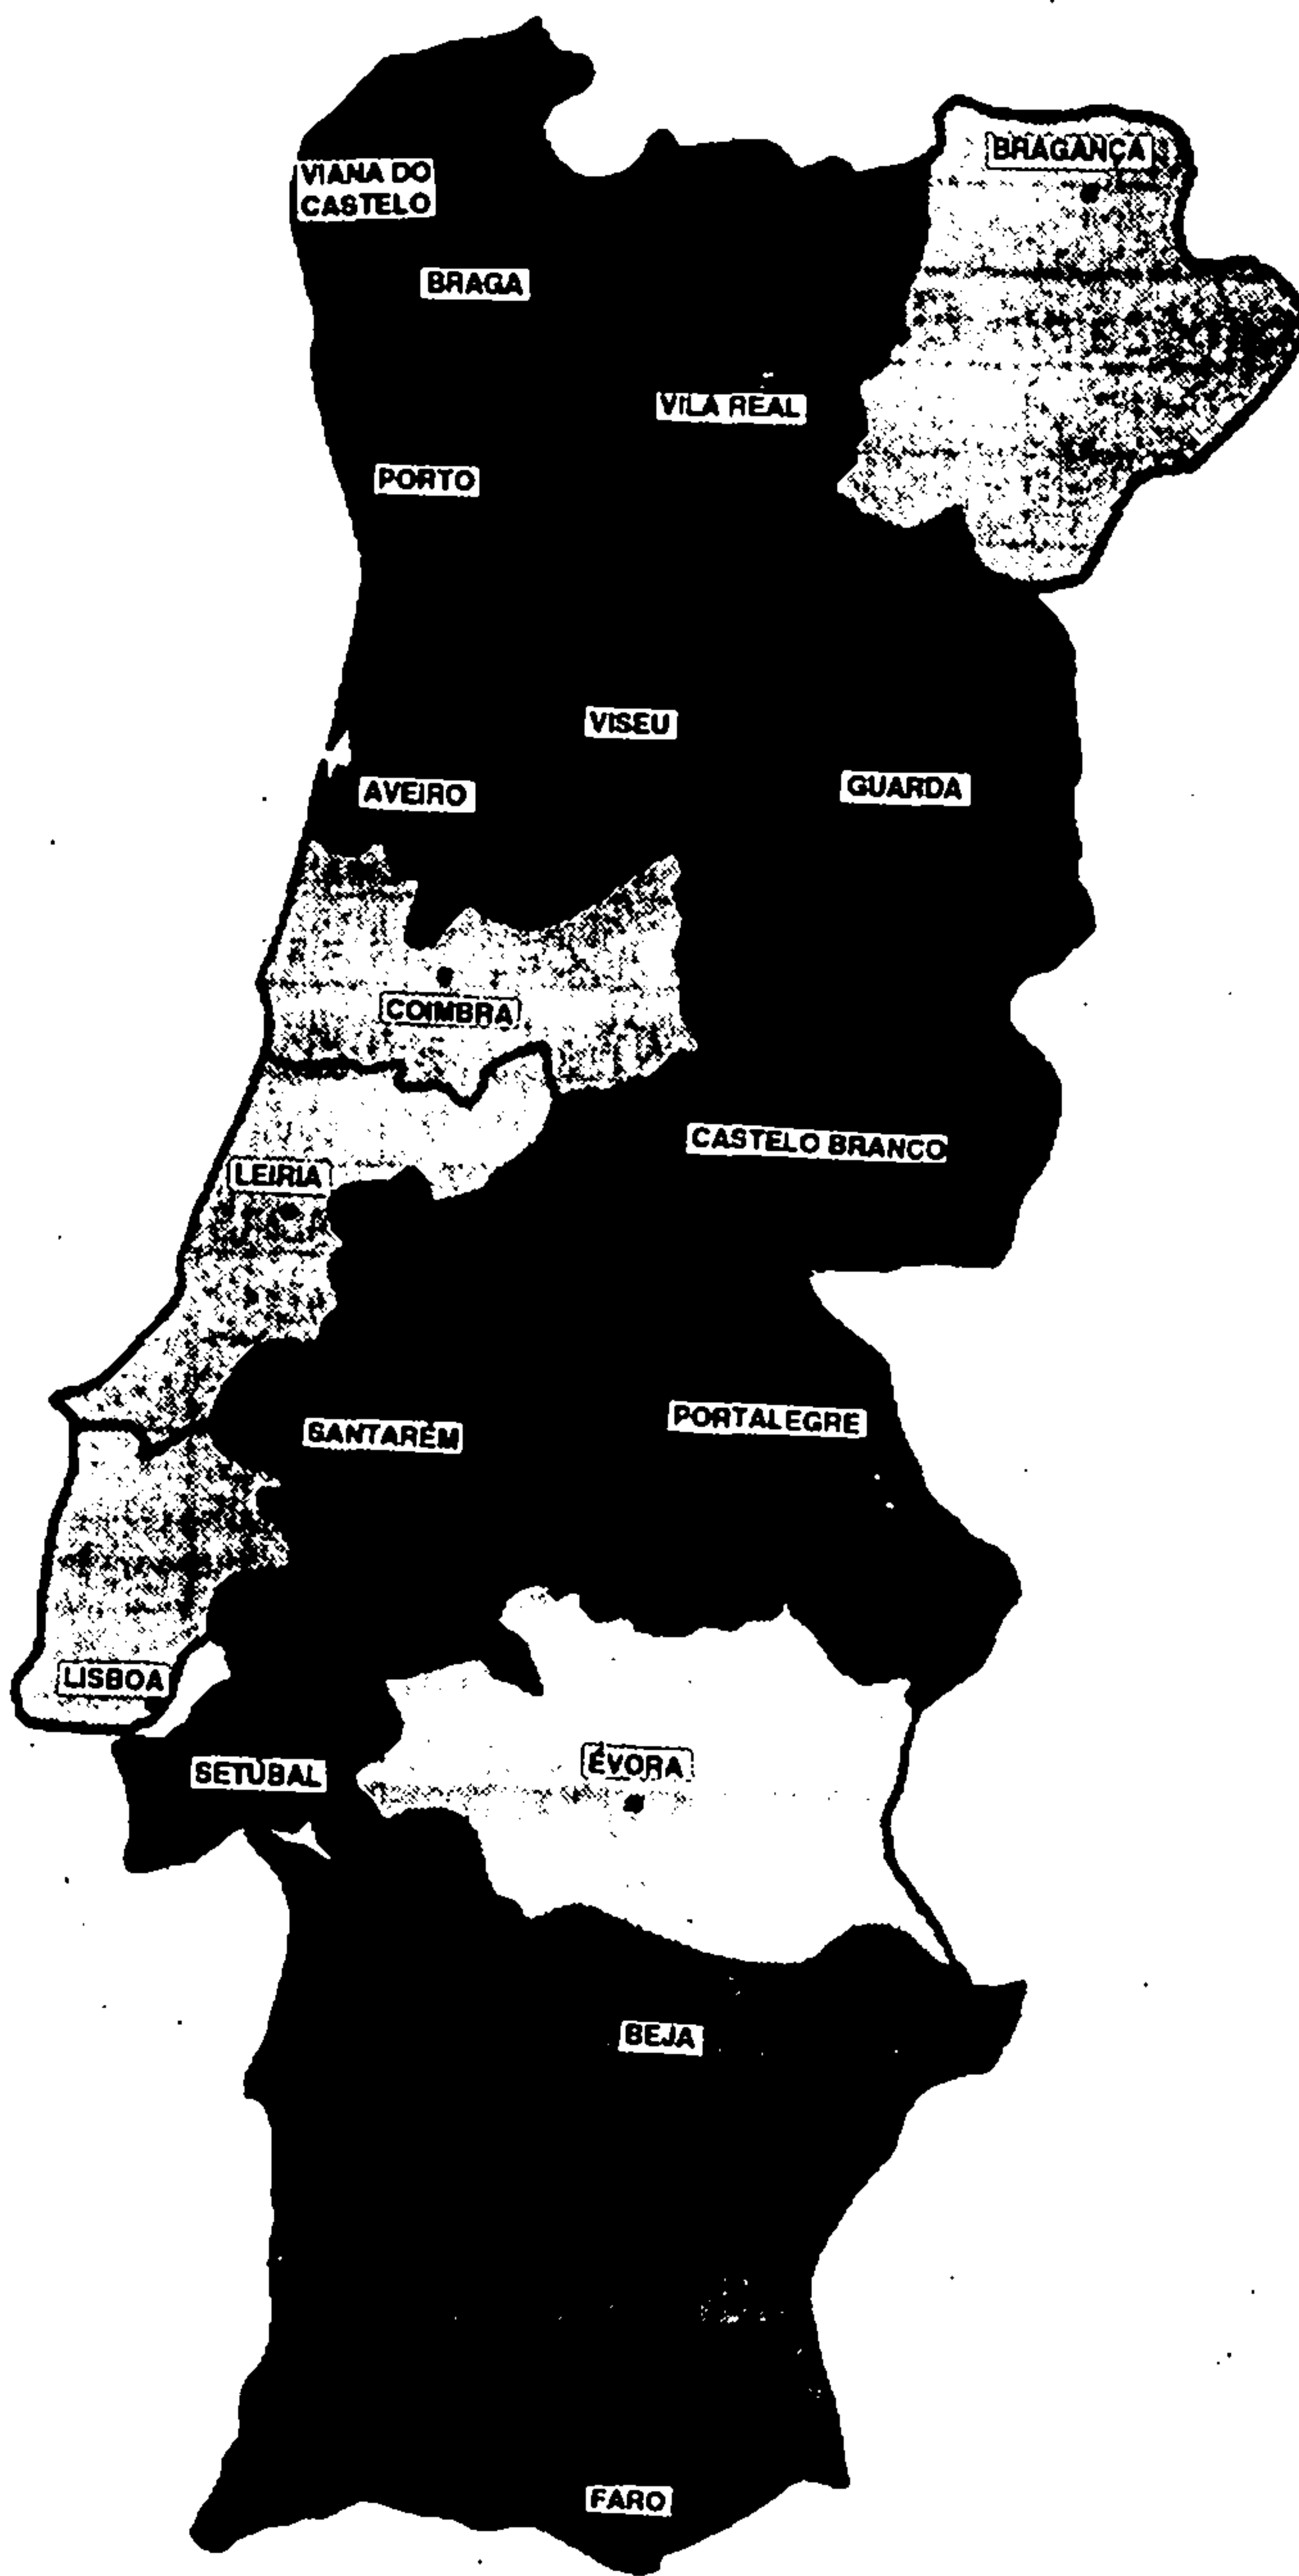 BRAGANÇA
VIANA DO
CASTELO
BRAGA
VILA REAL
PORTO
VISEU
GUARDA
AVEIRO
COIMBRA
CASTELO BRANCO
LEIRIA
PORTALEGRE
SANTARÉM
LISBOA
ÉVORA
SETÚBAL
BEJA
FARO